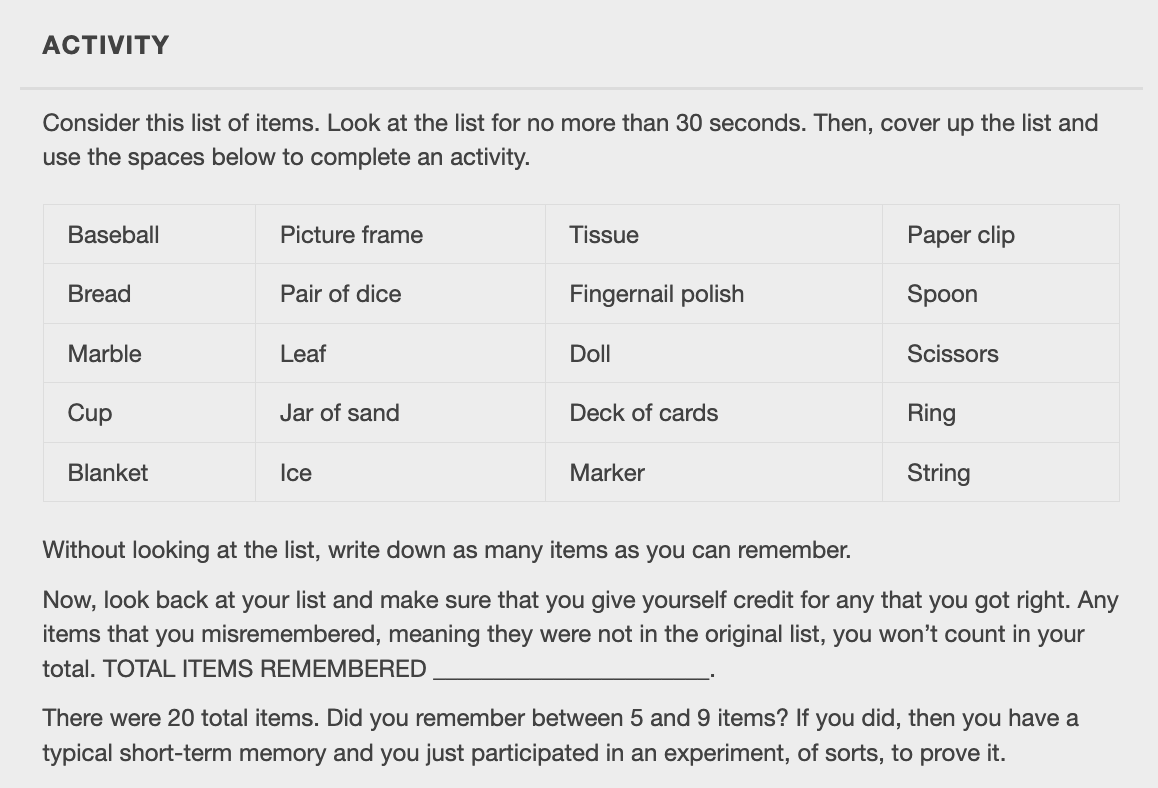 ACTIVITY
Consider this list of items. Look at the list for no more than 30 seconds. Then, cover up the list and
use the spaces below to complete an activity.
Baseball Picture frame Tissue Paper clip
Bread Pair of dice Fingernail polish Spoon
Marble Leaf Doll Scissors
Cup Jar of sand Deck of cards Ring
Blanket Ice Marker String
Without looking at the list, write down as many items as you can remember.
Now, look back at your list and make sure that you give yourself credit for any that you got right. Any
items that you misremembered, meaning they were not in the original list, you won’t count in your
total. TOTAL ITEMS REMEMBERED ______________________.
There were 20 total items. Did you remember between 5 and 9 items? If you did, then you have a
typical short-term memory and you just participated in an experiment, of sorts, to prove it.